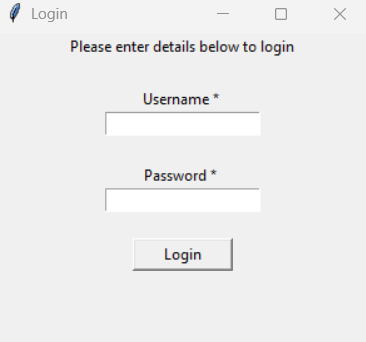 Login
Please enter details below to login
Username *
Password *
Login